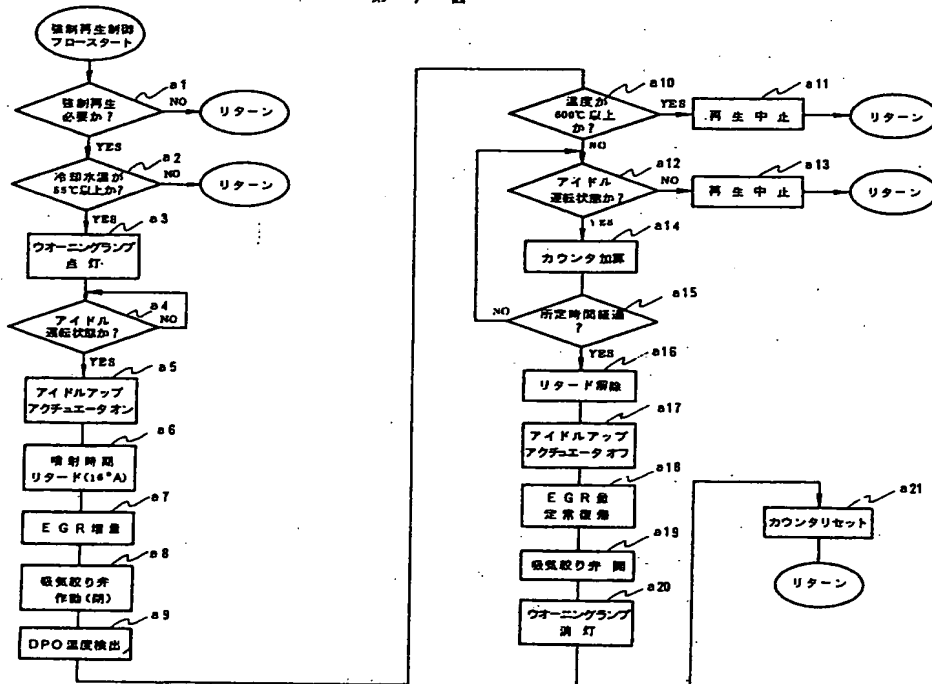 第 7 図
強制再生制御
フロースタート
a1
強制再生
必要か?
NO
リターン
YES
a2
冷却水温が
55℃以上か?
NO
リターン
YES
a3
ウオーニングランプ
点灯
a4
アイドル
運転状態か?
NO
YES
a5
アイドルアップ
アクチュエータオン
a6
噴射時期
リタード(16°A)
a7
EGR増量
a8
吸気絞り弁
作動(閉)
a9
DPO温度検出
a10
温度が
600℃以上
か?
YES
a11
再生中止
リターン
NO
a12
アイドル
運転状態か?
NO
a13
再生中止
リターン
YES
a14
カウンタ加算
a15
所定時間経過
?
NO
YES
a16
リタード解除
a17
アイドルアップ
アクチュエータオフ
a18
EGR量
定常復帰
a19
吸気絞り弁 開
a20
ウオーニングランプ
消灯
a21
カウンタリセット
リターン